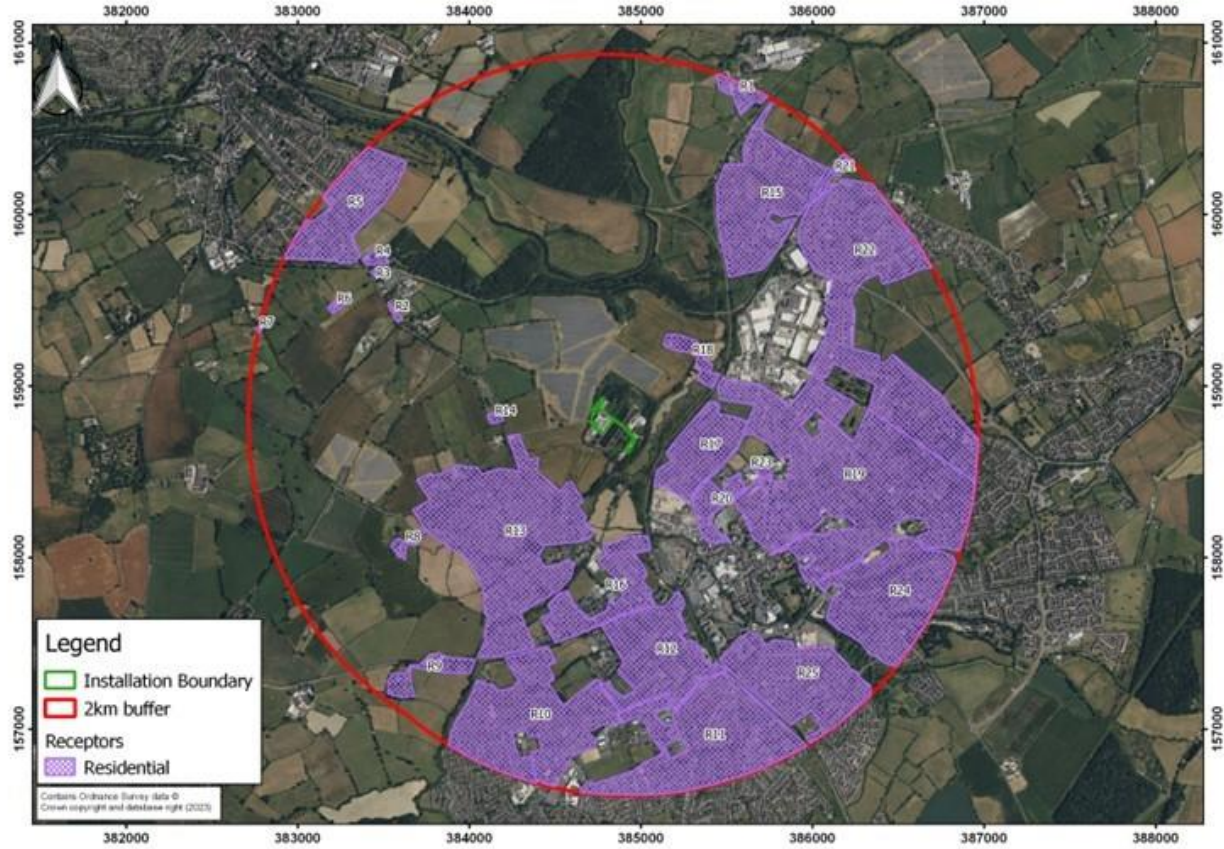 382000 383000 384000 385000 386000 387000 388000
161000 161000
N
R1
R21
R15
R5
R22
160000 160000
R4
R3
R6
R2
R7
R18
159000 159000
R14
R17
R23
R19
R20
R13
R8
158000 158000
R16
R24
R12
R9
R25
R10
R11
157000 157000
Legend
Installation Boundary
2km buffer
Receptors
Residential
Contains Ordnance Survey data ©
Crown copyright and database right (2023)
382000 383000 384000 385000 386000 387000 388000